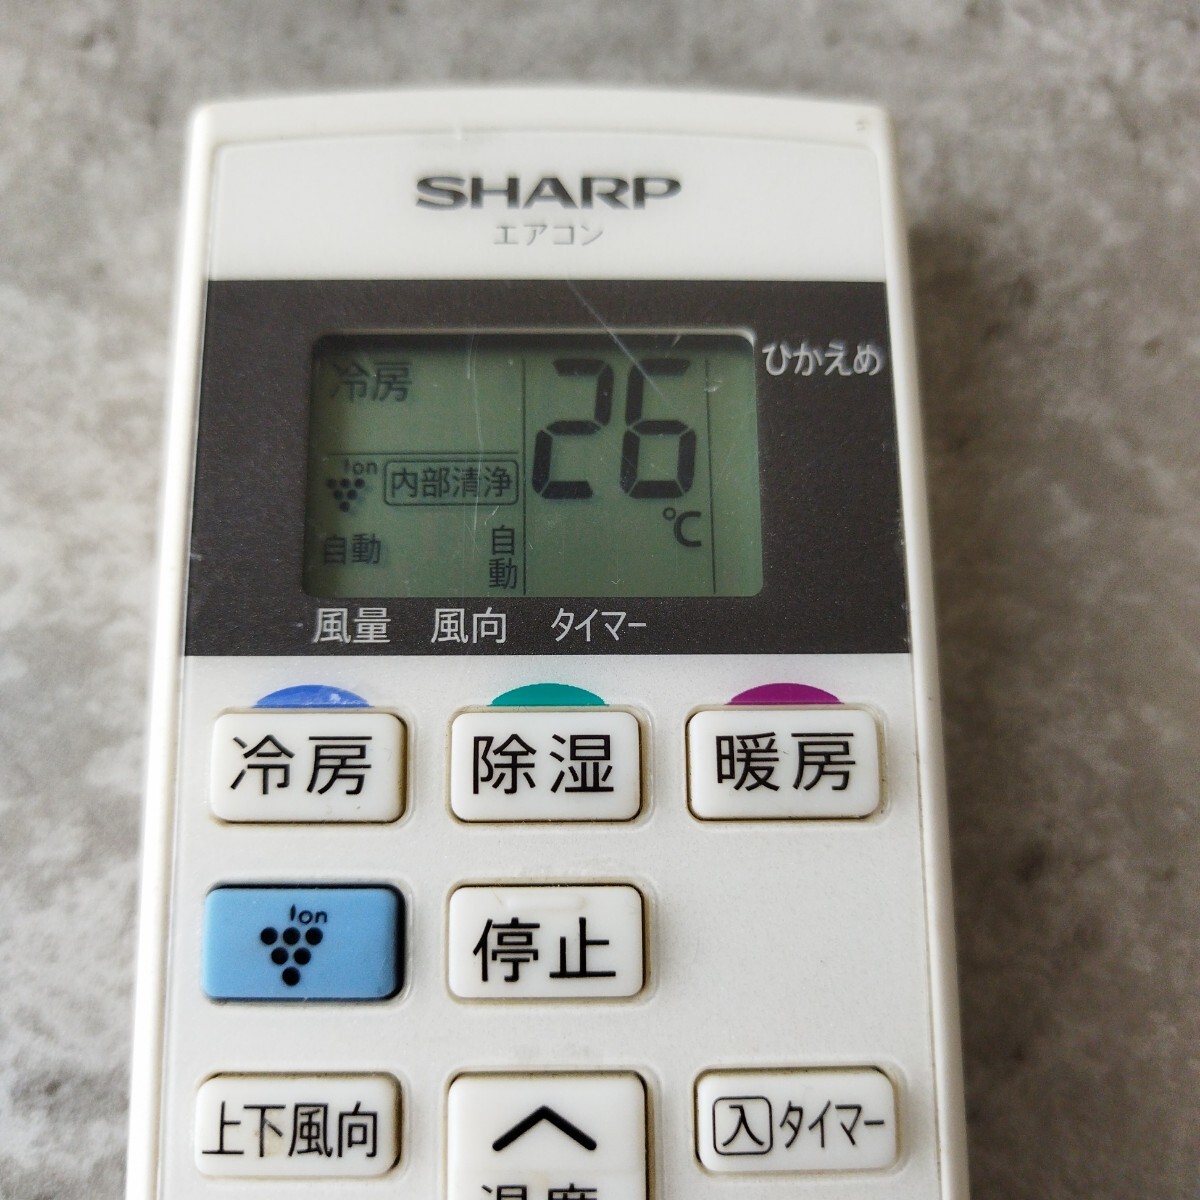 SHARP
エアコン
ひかえめ
冷房
26
Ion
内部清浄
℃
自動
自動
風量 風向 タイマー
冷房 除湿 暖房
Ion
停止
上下風向
入タイマー
温度